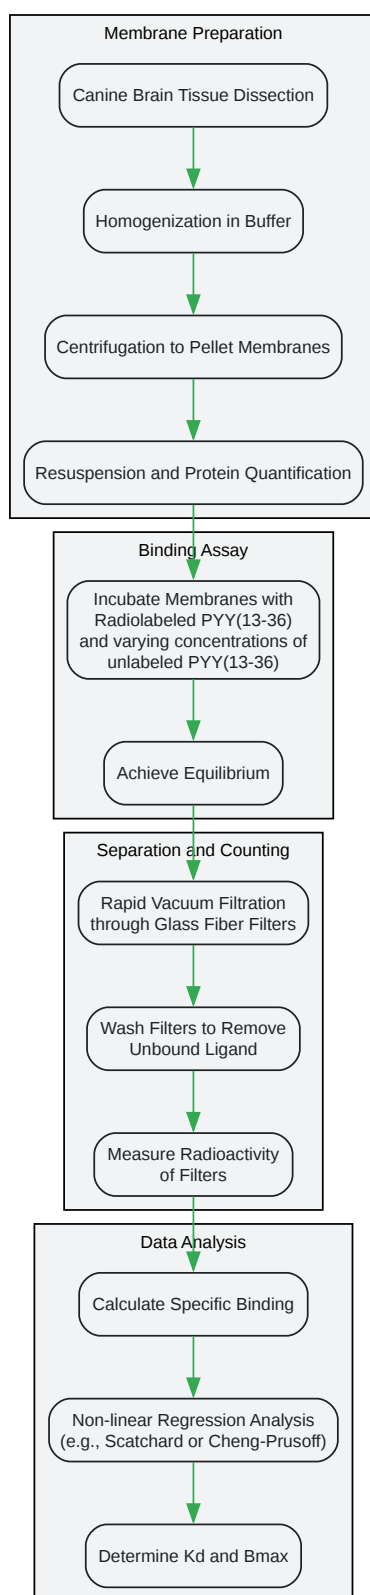 Membrane Preparation
Canine Brain Tissue Dissection
Homogenization in Buffer
Centrifugation to Pellet Membranes
Resuspension and Protein Quantification
Binding Assay
Incubate Membranes with
Radiolabeled PYY(13-36)
and varying concentrations of
unlabeled PYY(13-36)
Achieve Equilibrium
Separation and Counting
Rapid Vacuum Filtration
through Glass Fiber Filters
Wash Filters to Remove
Unbound Ligand
Measure Radioactivity
of Filters
Data Analysis
Calculate Specific Binding
Non-linear Regression Analysis
(e.g., Scatchard or Cheng-Prusoff)
Determine Kd and Bmax